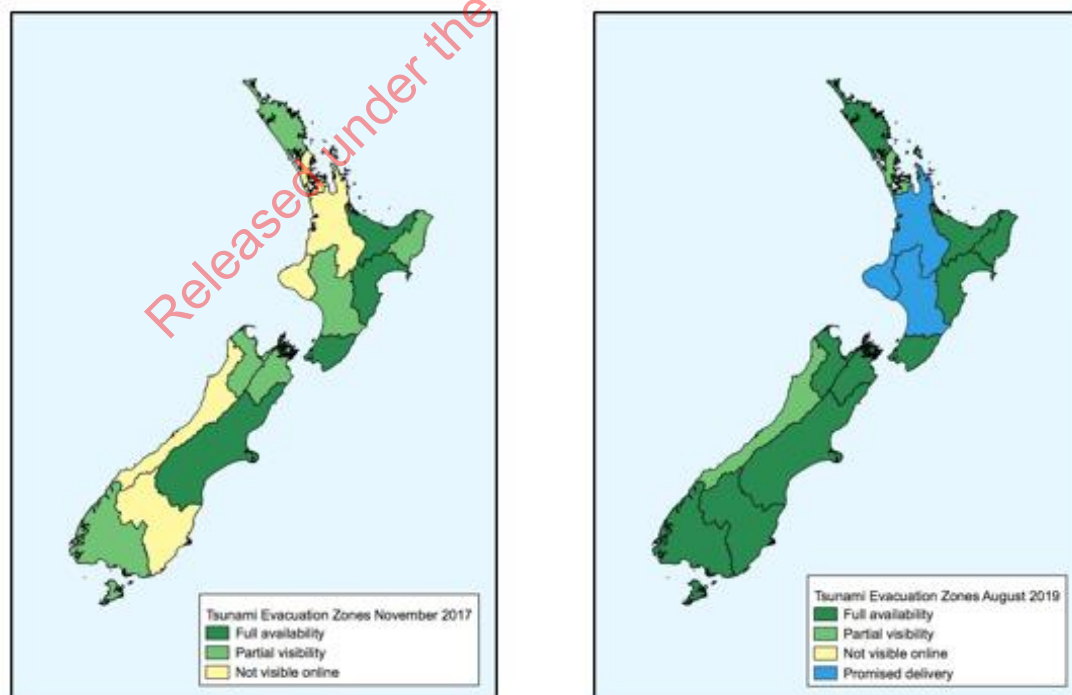 Released under the
Tsunami Evacuation Zones November 2017
Full availability
Partial visibility
Not visible online
Tsunami Evacuation Zones August 2019
Full availability
Partial visibility
Not visible online
Promised delivery